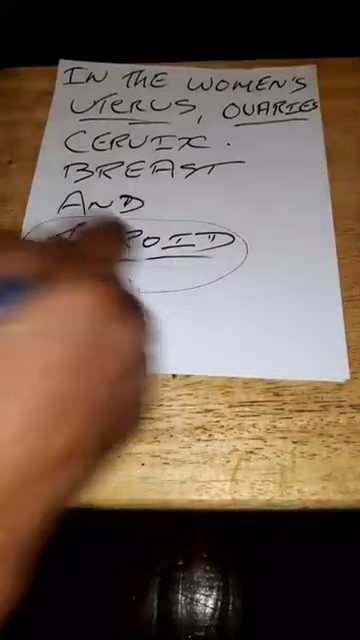 IN THE WOMEN'S
UTERUS, OVARIES
CERVIX.
BREAST
AND